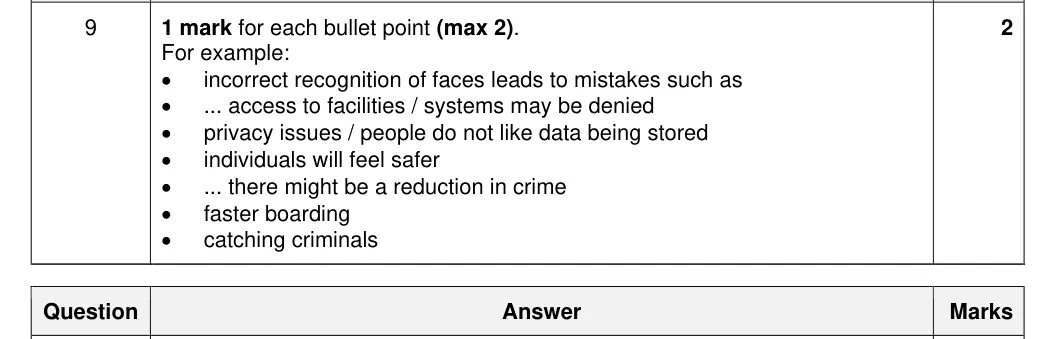 9 1 mark for each bullet point (max 2). 2
For example:
• incorrect recognition of faces leads to mistakes such as
• ... access to facilities / systems may be denied
• privacy issues / people do not like data being stored
• individuals will feel safer
• ... there might be a reduction in crime
• faster boarding
• catching criminals
Question Answer Marks